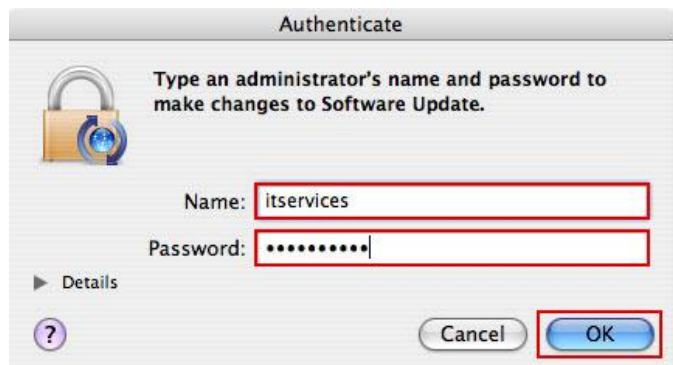 Authenticate
Type an administrator's name and password to
make changes to Software Update.
Name: itservices
Password: ••••••••••
Details
?
Cancel OK